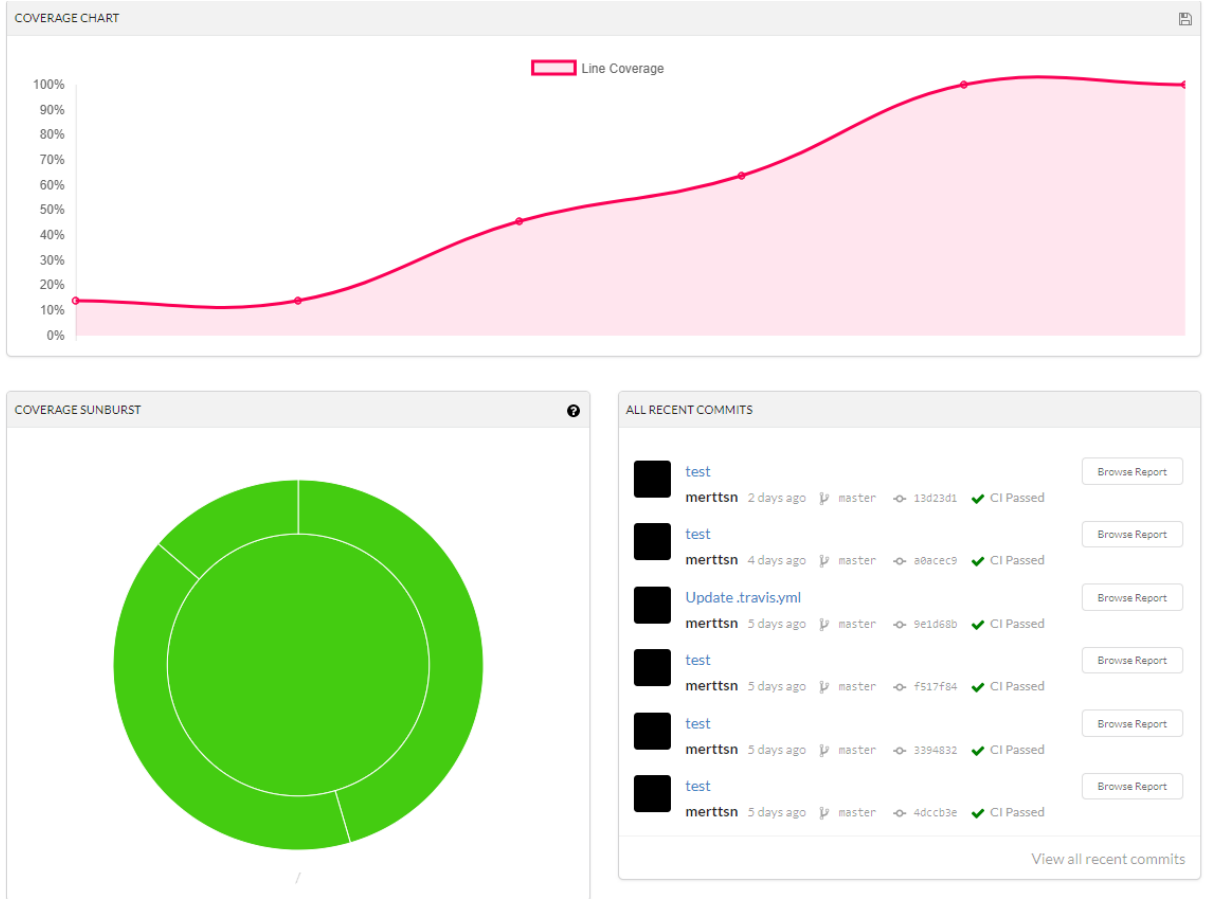 COVERAGE CHART
Line Coverage
100%
90%
80%
70%
60%
50%
40%
30%
20%
10%
0%
COVERAGE SUNBURST
/
ALL RECENT COMMITS
test
Browse Report
merttsn 2 days ago master 13d23d1 CI Passed
test
Browse Report
merttsn 4 days ago master a0acec9 CI Passed
Update .travis.yml
Browse Report
merttsn 5 days ago master 9e1d68b CI Passed
test
Browse Report
merttsn 5 days ago master f517f84 CI Passed
test
Browse Report
merttsn 5 days ago master 3394832 CI Passed
test
Browse Report
merttsn 5 days ago master 4dccb3e CI Passed
View all recent commits